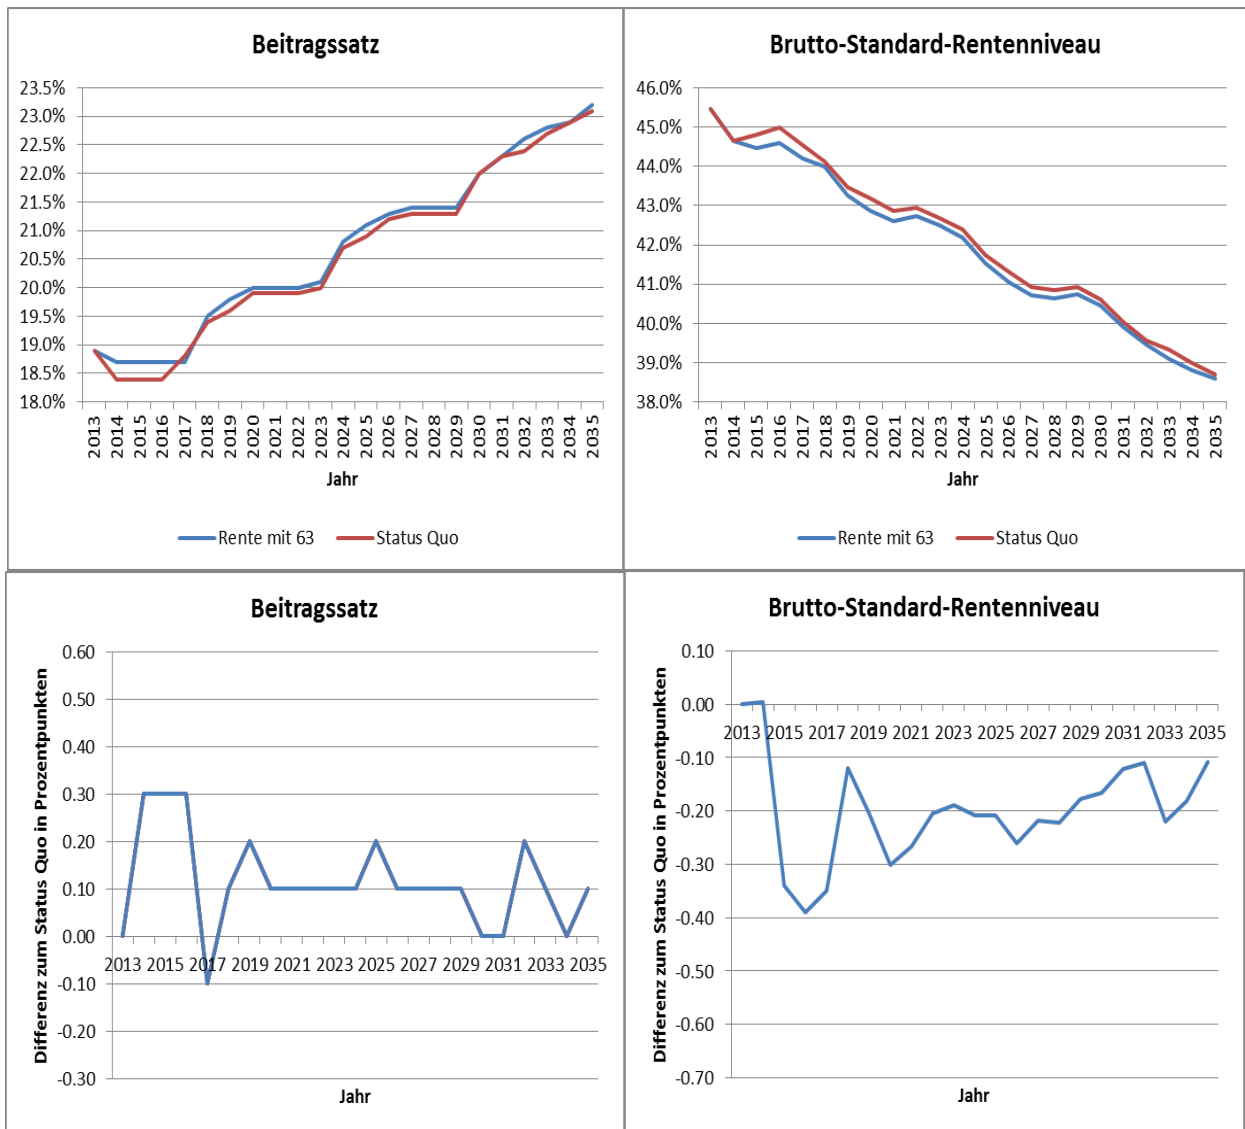 Beitragssatz
23.5%
23.0%
22.5%
22.0%
21.5%
21.0%
20.5%
20.0%
19.5%
19.0%
18.5%
18.0%
2013 2014 2015 2016 2017 2018 2019 2020 2021 2022 2023 2024 2025 2026 2027 2028 2029 2030 2031 2032 2033 2034 2035
Jahr
Rente mit 63 Status Quo
Brutto-Standard-Rentenniveau
46.0%
45.0%
44.0%
43.0%
42.0%
41.0%
40.0%
39.0%
38.0%
2013 2014 2015 2016 2017 2018 2019 2020 2021 2022 2023 2024 2025 2026 2027 2028 2029 2030 2031 2032 2033 2034 2035
Jahr
Rente mit 63 Status Quo
Beitragssatz
Differenz zum Status Quo in Prozentpunkten
0.60
0.50
0.40
0.30
0.20
0.10
0.00
2013 2015 2017 2019 2021 2023 2025 2027 2029 2031 2033 2035
-0.10
-0.20
-0.30
Jahr
Brutto-Standard-Rentenniveau
Differenz zum Status Quo in Prozentpunkten
0.10
0.00
2013 2015 2017 2019 2021 2023 2025 2027 2029 2031 2033 2035
-0.10
-0.20
-0.30
-0.40
-0.50
-0.60
-0.70
Jahr